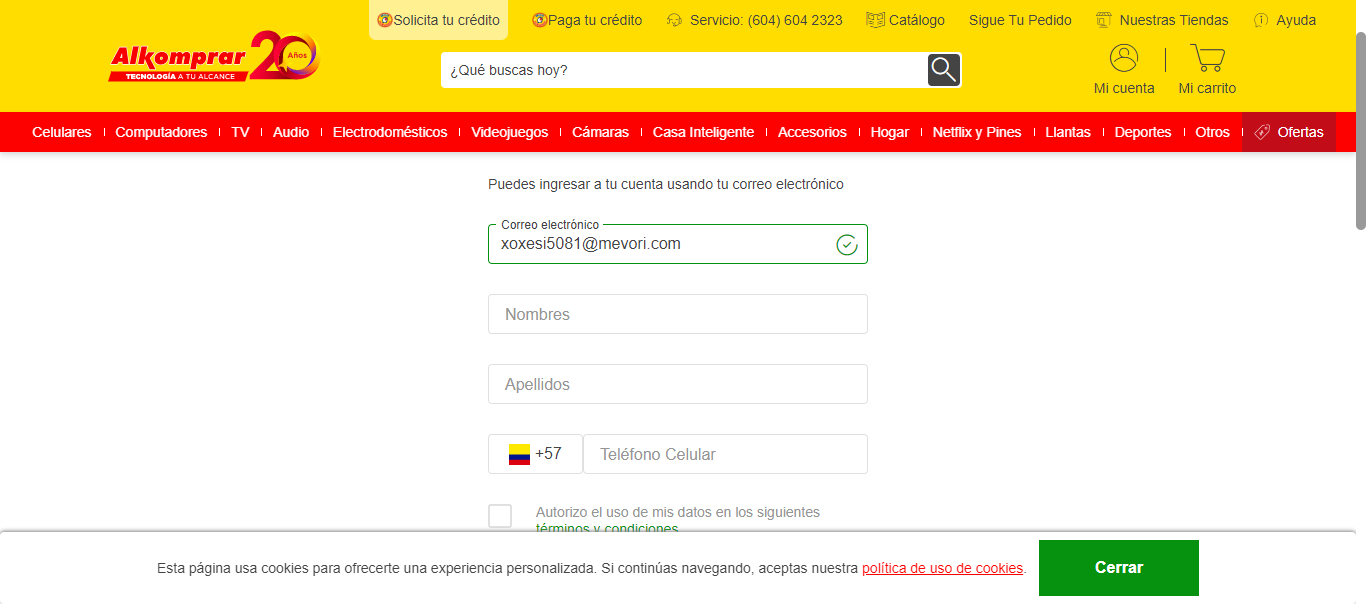 Solicita tu crédito
Paga tu crédito
Servicio: (604) 604 2323
Catálogo
Sigue Tu Pedido
Nuestras Tiendas
Ayuda
Alkomprar 20 Años
TECNOLOGÍA A TU ALCANCE
¿Qué buscas hoy?
Mi cuenta
Mi carrito
Celulares
Computadores
TV
Audio
Electrodomésticos
Videojuegos
Cámaras
Casa Inteligente
Accesorios
Hogar
Netflix y Pines
Llantas
Deportes
Otros
Ofertas
Puedes ingresar a tu cuenta usando tu correo electrónico
Correo electrónico
xoxesi5081@mevori.com
Nombres
Apellidos
+57
Teléfono Celular
Autorizo el uso de mis datos en los siguientes
términos y condiciones
Esta página usa cookies para ofrecerte una experiencia personalizada. Si continúas navegando, aceptas nuestra política de uso de cookies.
Cerrar